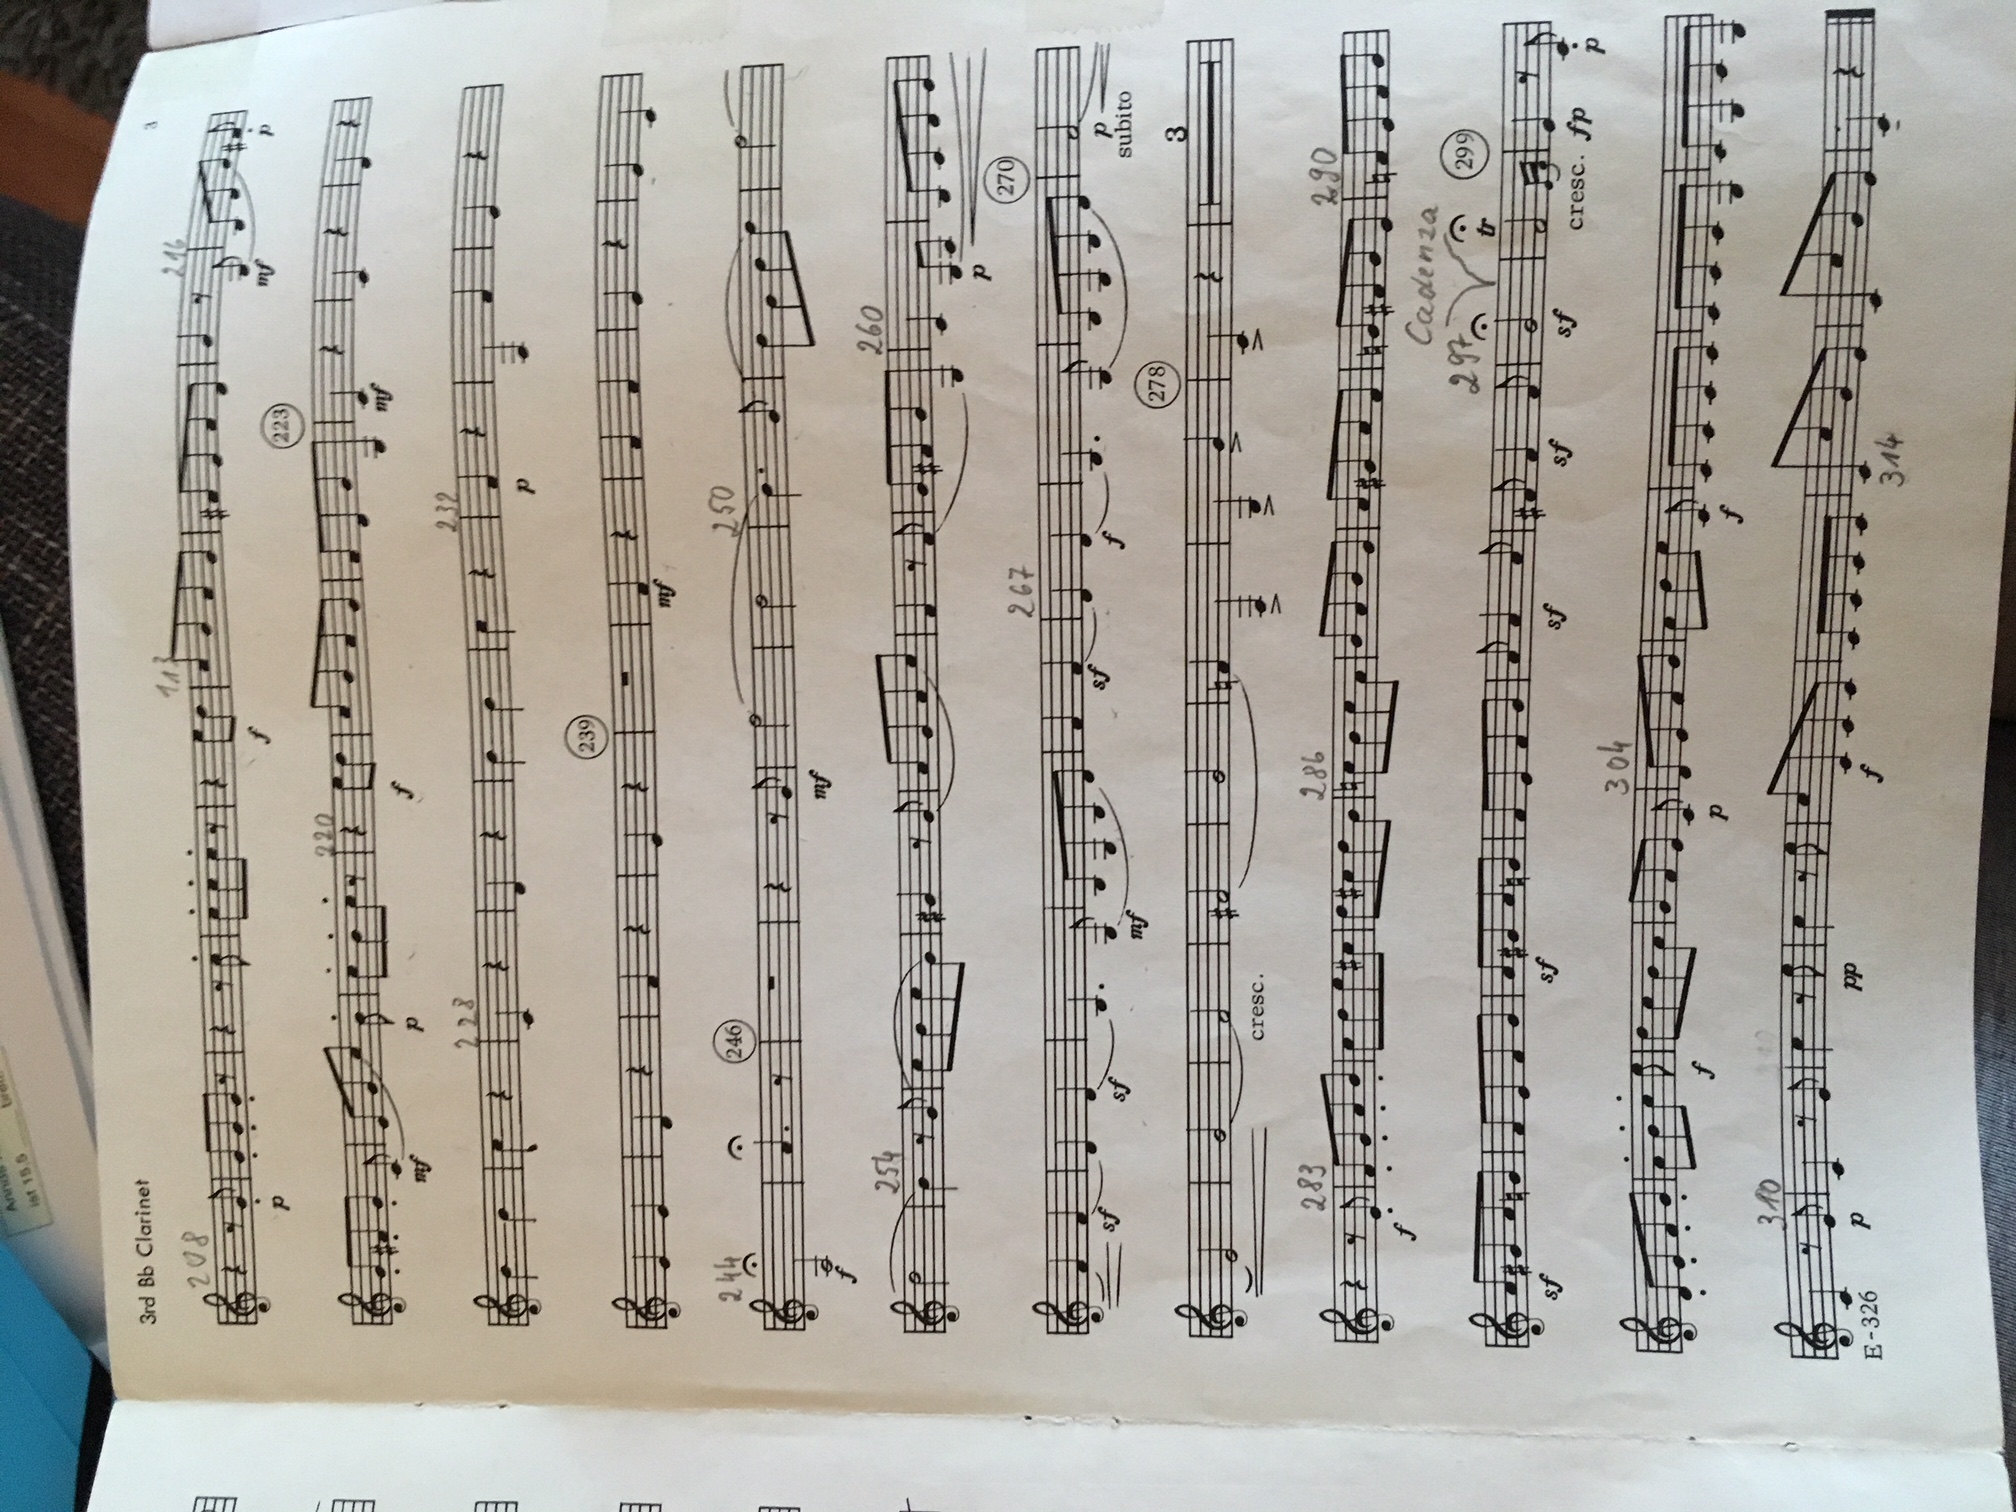 ist 15,5
3rd Bb Clarinet
3
208
113
216
p
f
mf
p
223
220
mf
p
f
mf
228
232
p
239
mf
244
246
250
f
mf
254
260
p
267
270
sf
sf
mf
sf
f
p
subito
278
3
cresc.
283
286
290
f
Cadenza
297
tr
299
sf
sf
sf
sf
sf
cresc.
fp
p
304
f
p
f
310
p
pp
f
E-326
314